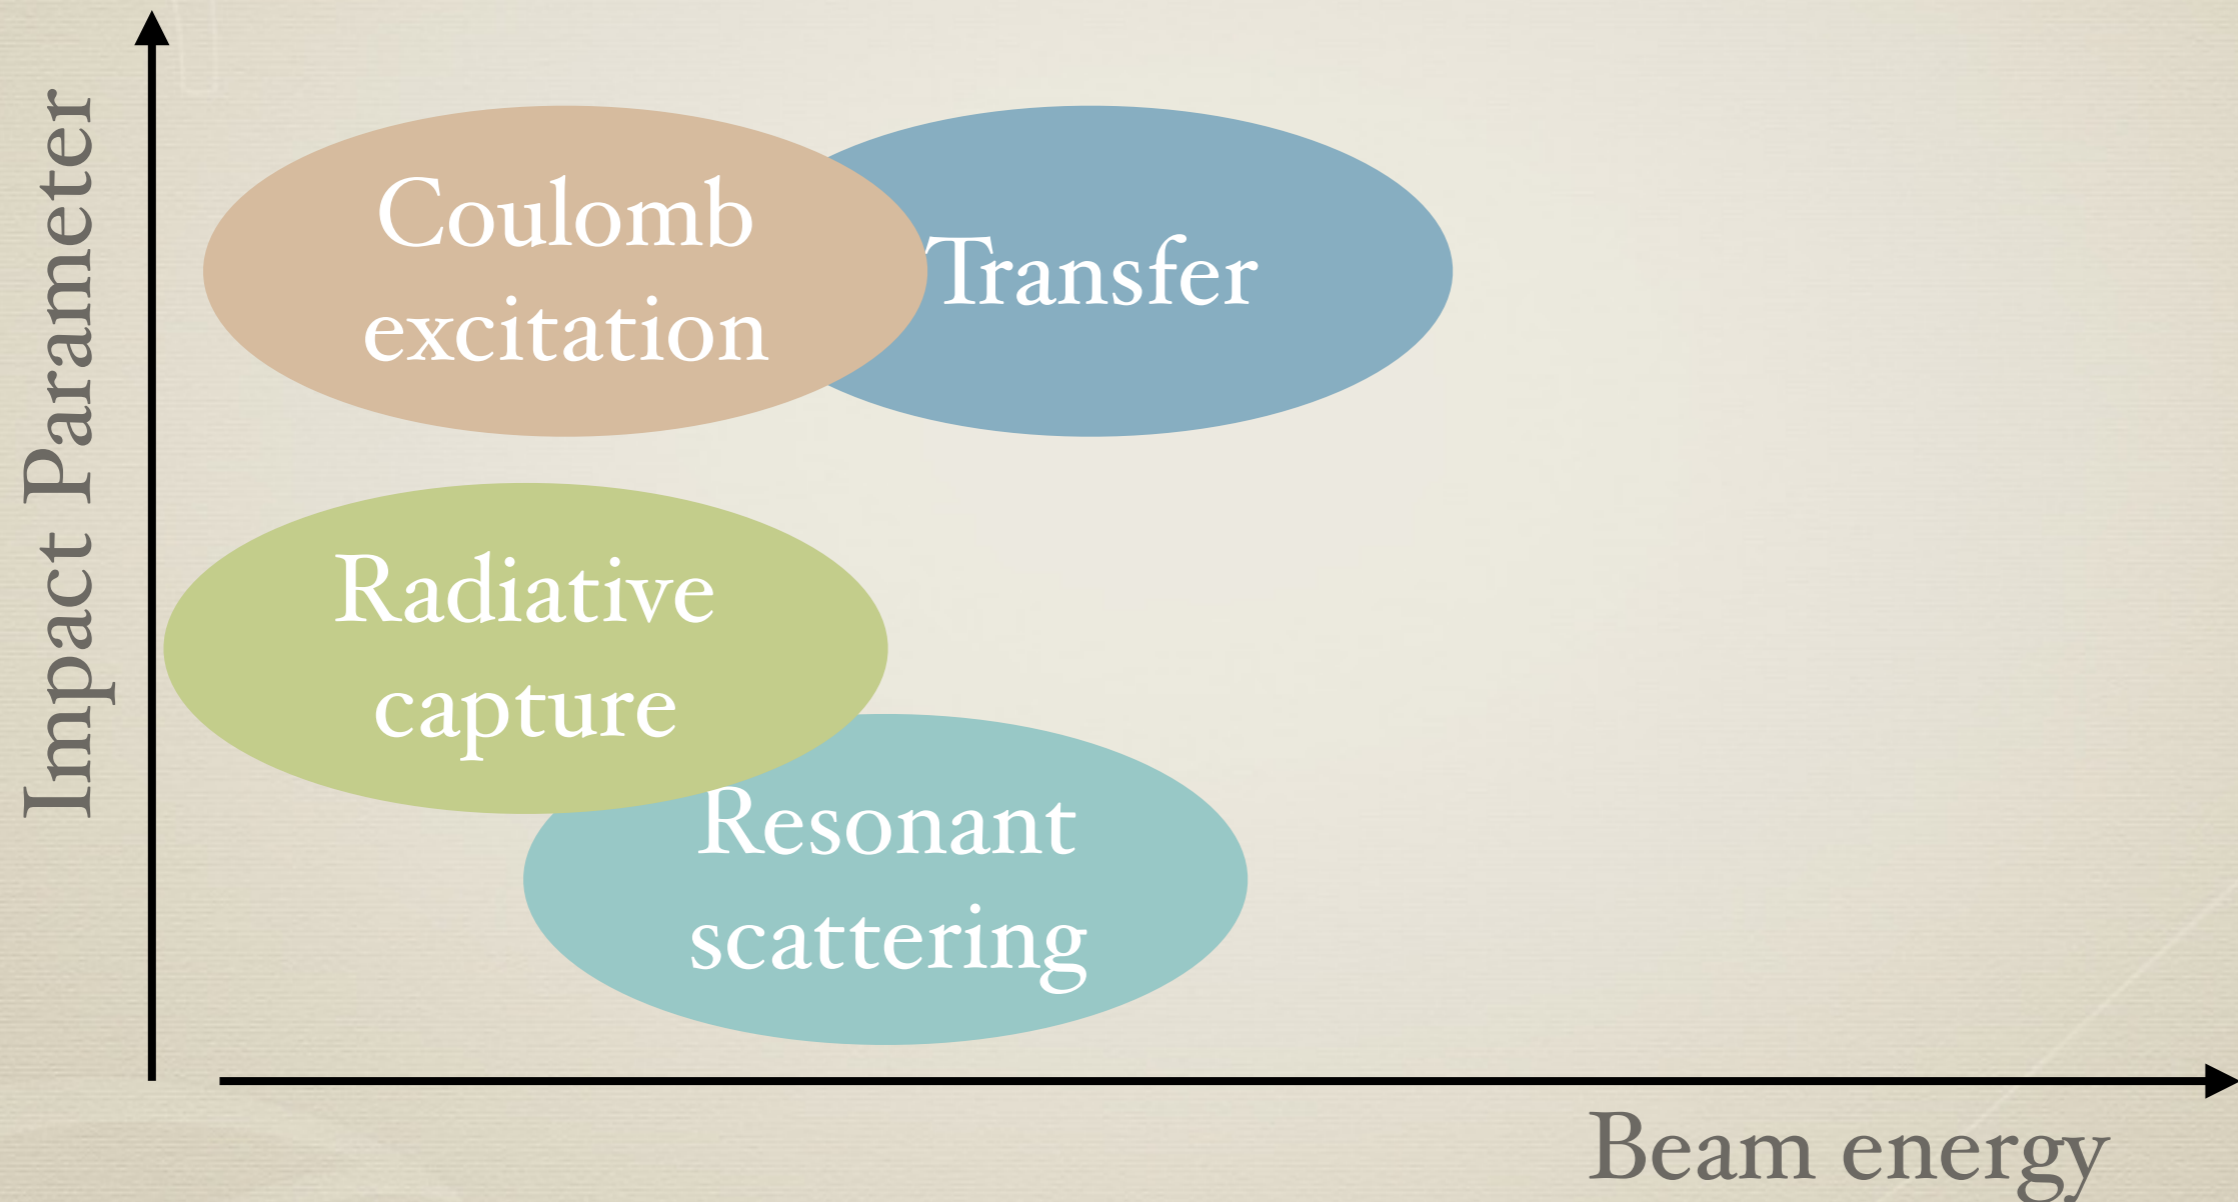 Impact Parameter
Coulomb
excitation
Transfer
Radiative
capture
Resonant
scattering
Beam energy